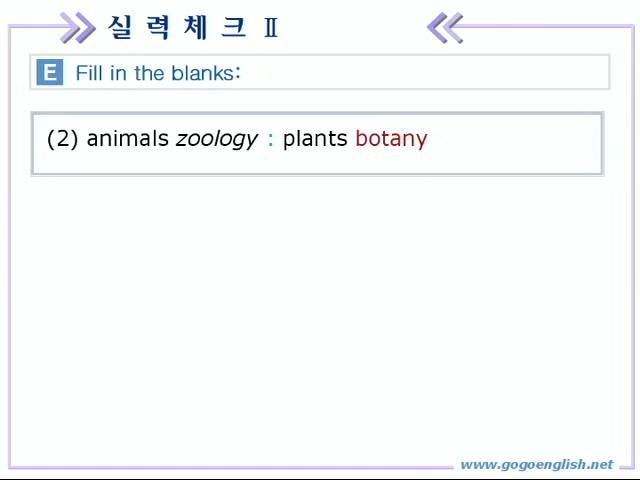 실 력 체 크 Ⅱ
E Fill in the blanks:
(2) animals zoology : plants botany
www.gogoenglish.net